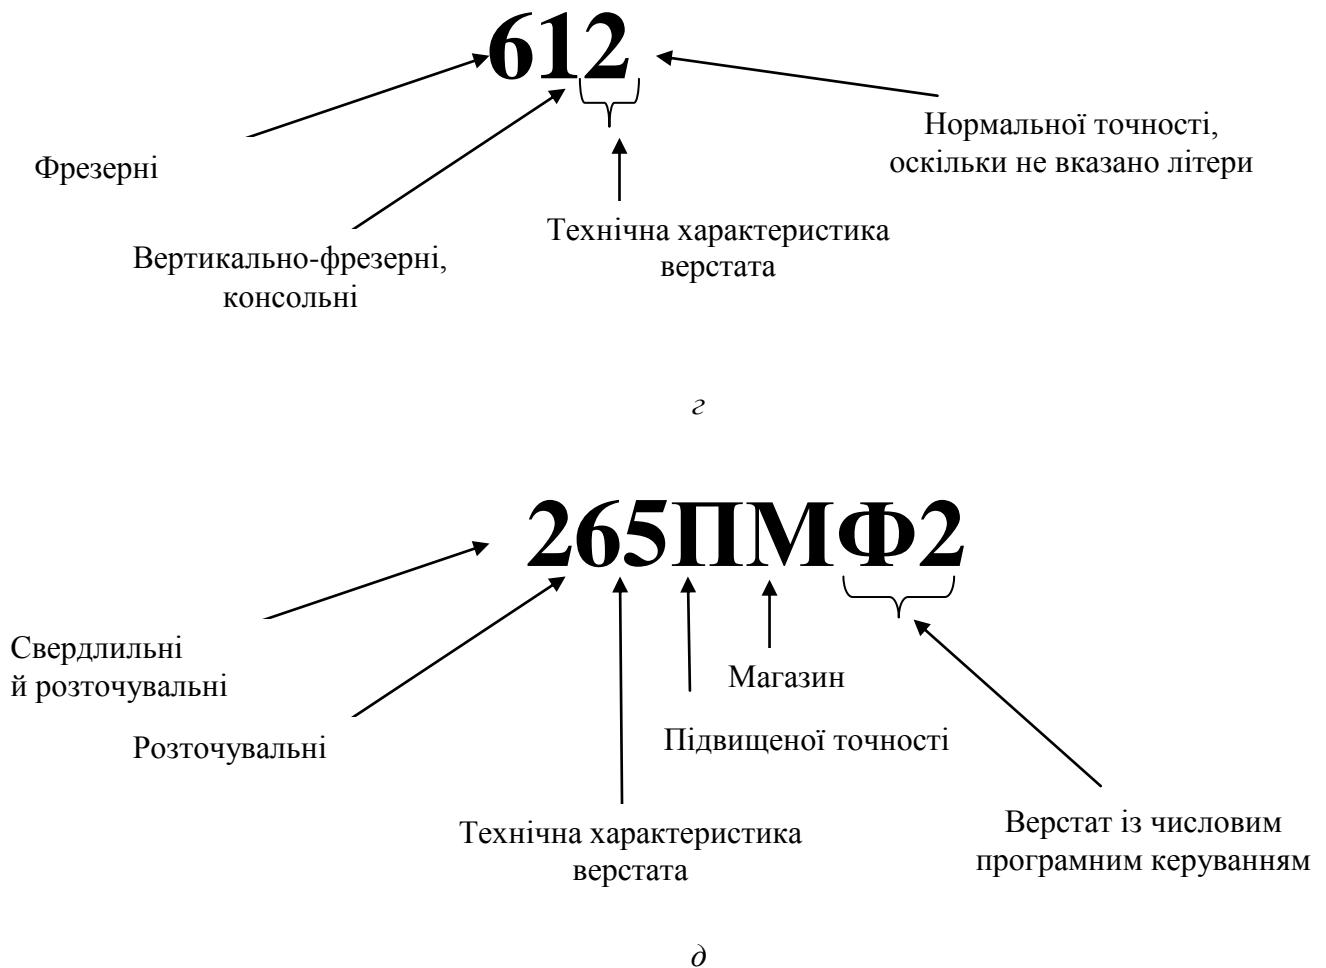 612
Нормальної точності,
оскільки не вказано літери
Фрезерні
Технічна характеристика
верстата
Вертикально-фрезерні,
консольні
г
265ПМФ2
Свердлильні
й розточувальні
Магазин
Розточувальні
Підвищеної точності
Технічна характеристика
верстата
Верстат із числовим
програмним керуванням
д